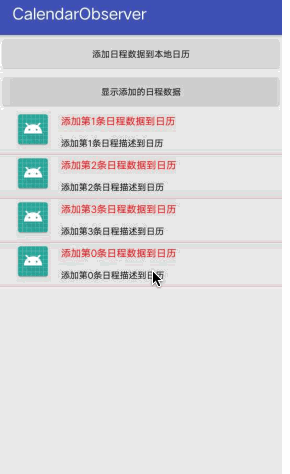 CalendarObserver
添加日程数据到本地日历
显示添加的日程数据
添加第1条日程数据到日历
添加第1条日程描述到日历
添加第2条日程数据到日历
添加第2条日程描述到日历
添加第3条日程数据到日历
添加第3条日程描述到日历
添加第0条日程数据到日历
添加第0条日程描述到日历